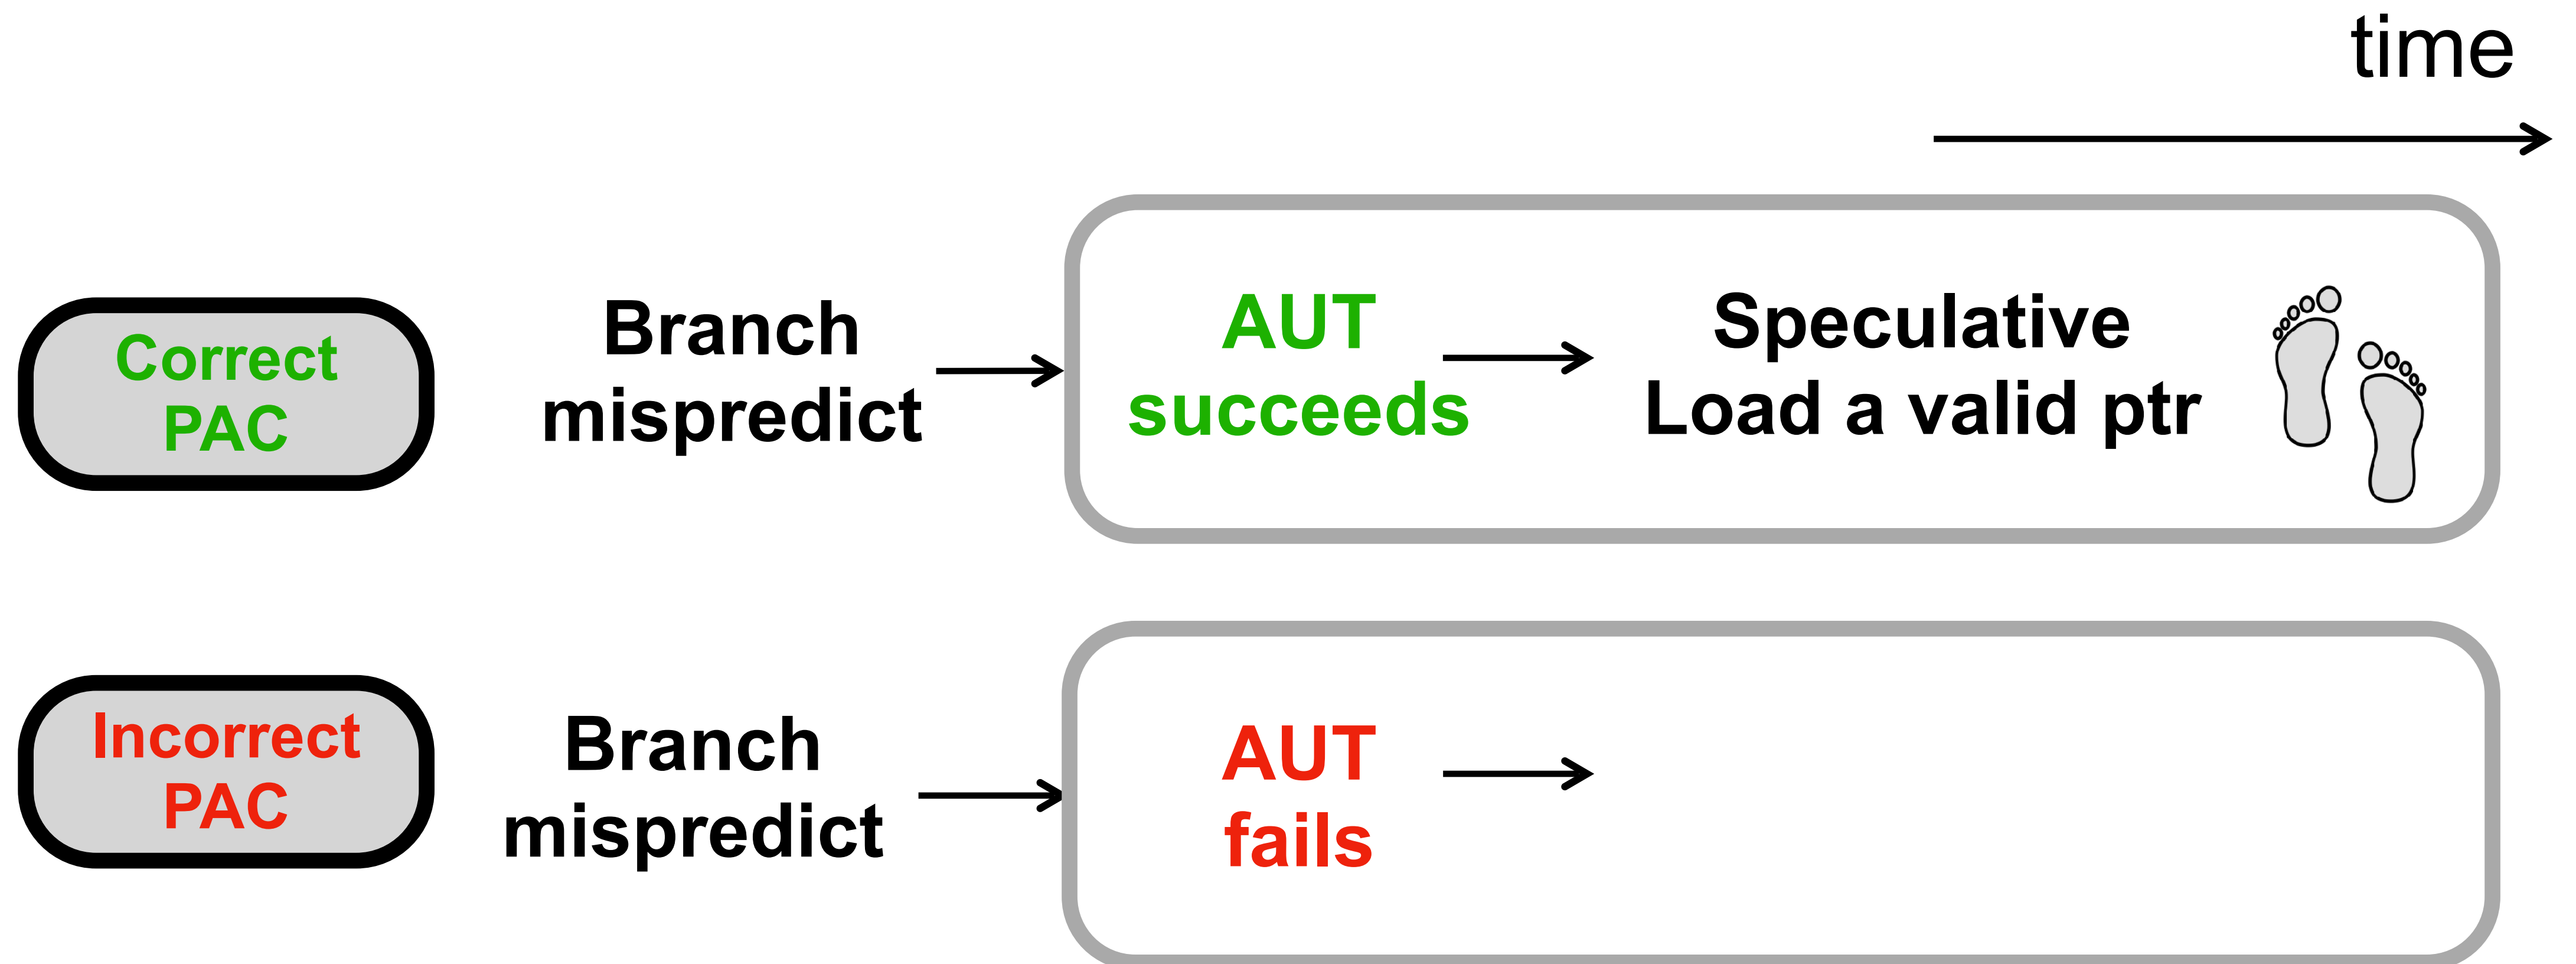 time
Correct
PAC
Branch
mispredict
AUT
succeeds
Speculative
Load a valid ptr
Incorrect
PAC
Branch
mispredict
AUT
fails